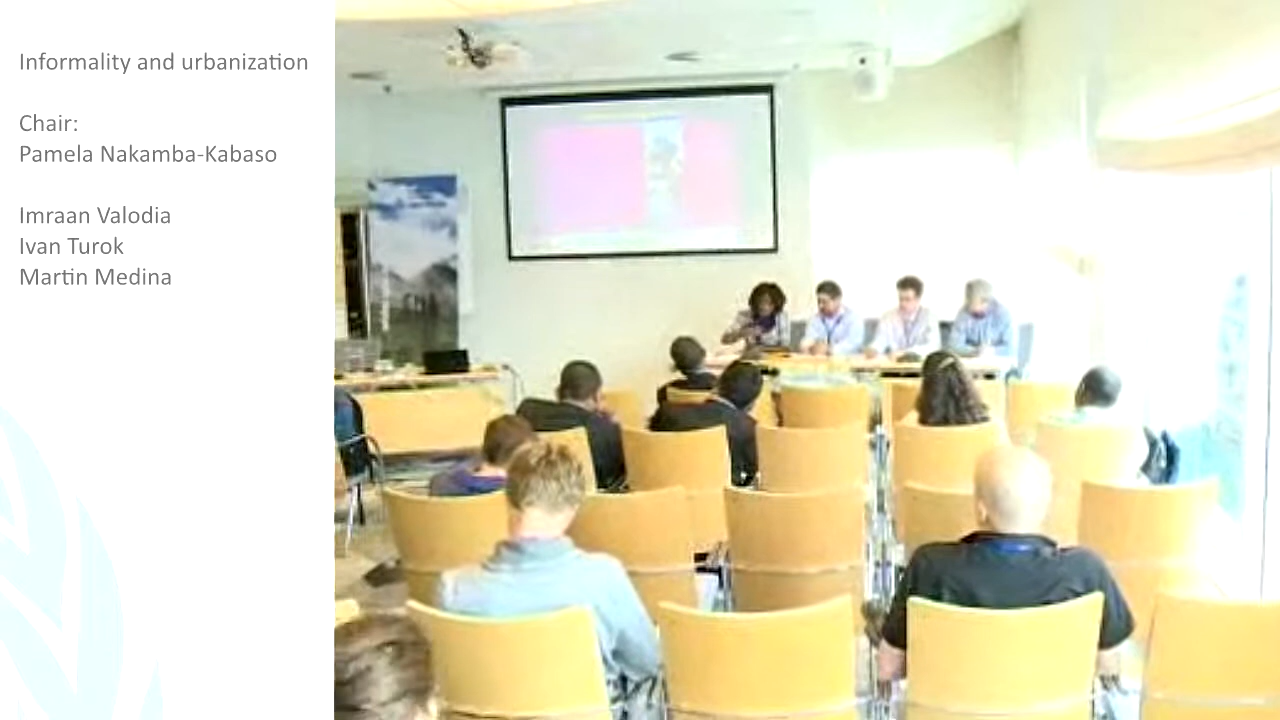 Informality and urbanization
Chair:
Pamela Nakamba-Kabaso
Imraan Valodia
Ivan Turok
Martin Medina